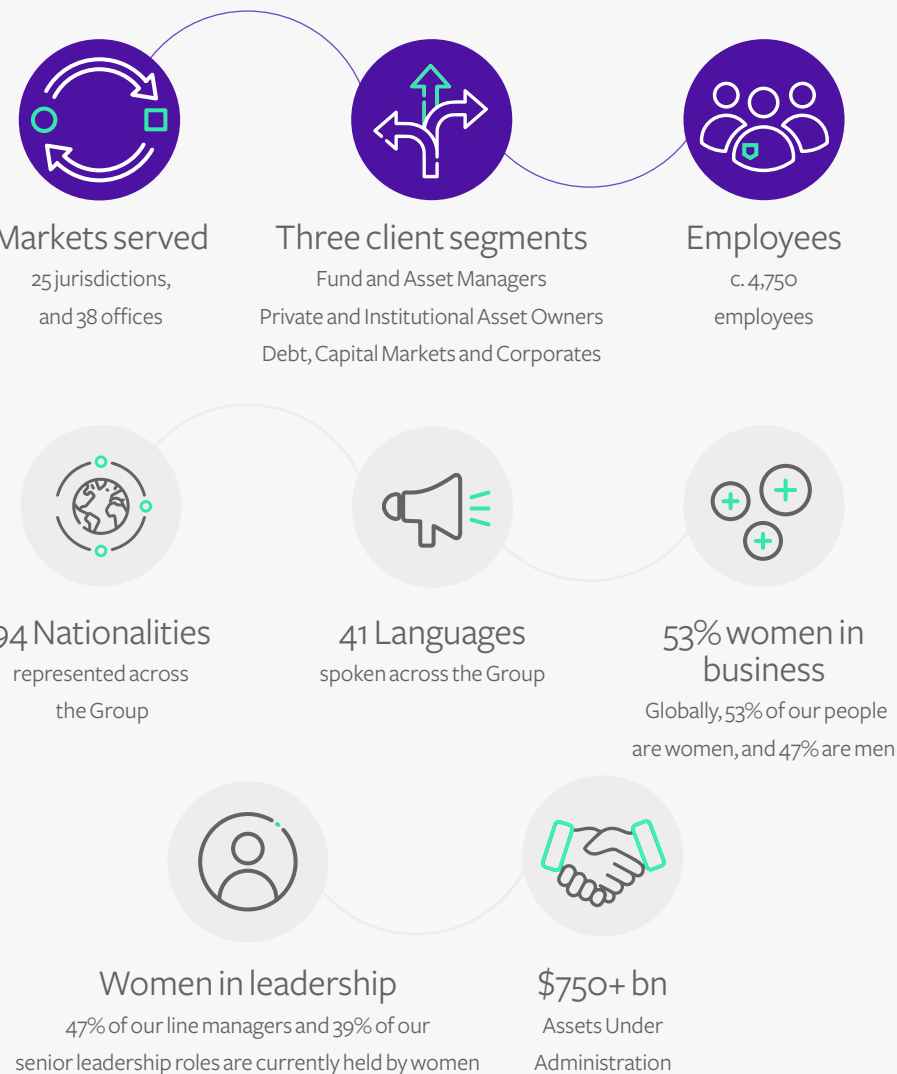 Markets served
25 jurisdictions,
and 38 offices
Three client segments
Fund and Asset Managers
Private and Institutional Asset Owners
Debt, Capital Markets and Corporates
Employees
c. 4,750
employees
94 Nationalities
represented across
the Group
41 Languages
spoken across the Group
53% women in
business
Globally, 53% of our people
are women, and 47% are men
Women in leadership
47% of our line managers and 39% of our
senior leadership roles are currently held by women
$750+ bn
Assets Under
Administration